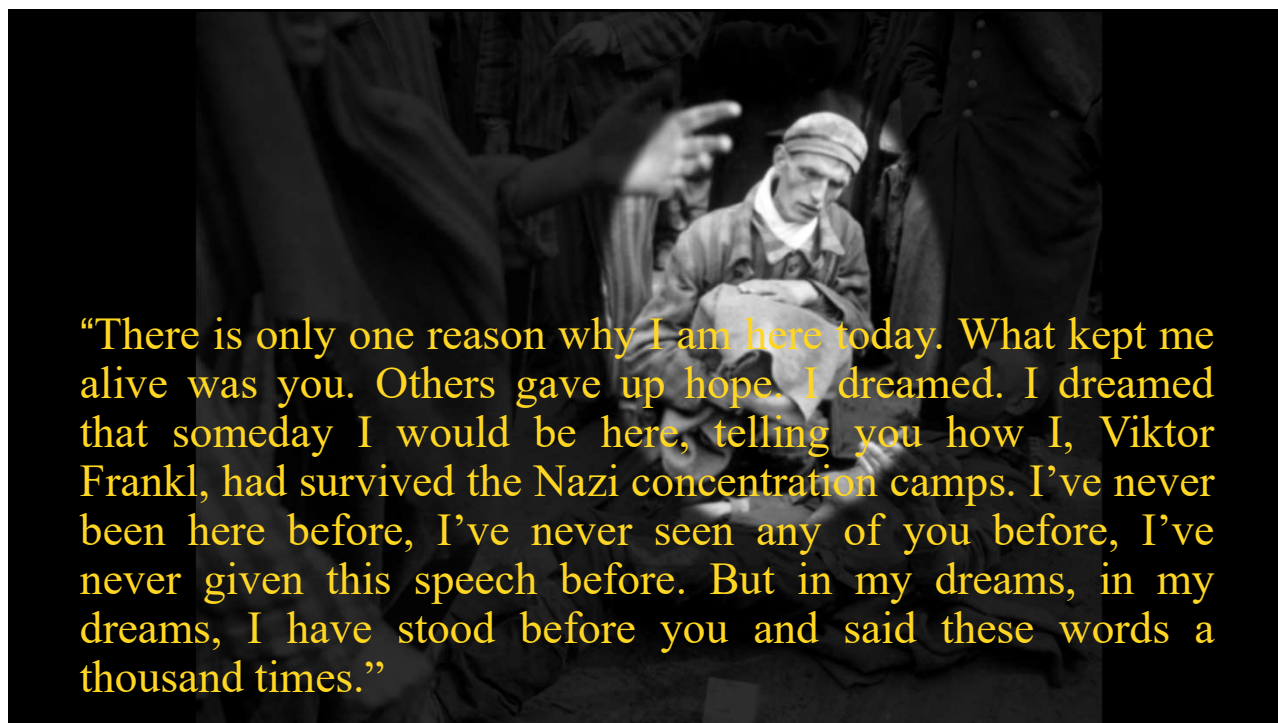 “There is only one reason why I am here today. What kept me
alive was you. Others gave up hope. I dreamed. I dreamed
that someday I would be here, telling you how I, Viktor
Frankl, had survived the Nazi concentration camps. I’ve never
been here before, I’ve never seen any of you before, I’ve
never given this speech before. But in my dreams, in my
dreams, I have stood before you and said these words a
thousand times.”